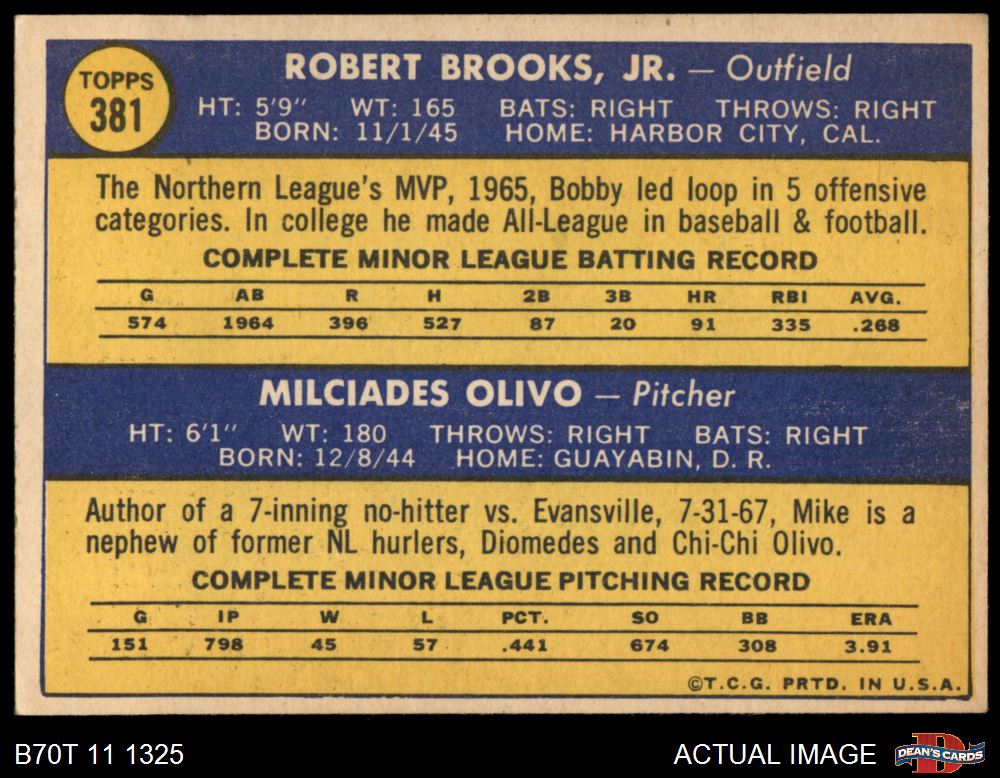 TOPPS
381
ROBERT BROOKS, JR. — Outfield
HT: 5'9" WT: 165 BATS: RIGHT THROWS: RIGHT
BORN: 11/1/45 HOME: HARBOR CITY, CAL.
The Northern League's MVP, 1965, Bobby led loop in 5 offensive
categories. In college he made All-League in baseball & football.
COMPLETE MINOR LEAGUE BATTING RECORD
G AB R H 2B 3B HR RBI AVG.
574 1964 396 527 87 20 91 335 .268
MILCIADES OLIVO — Pitcher
HT: 6'1" WT: 180 THROWS: RIGHT BATS: RIGHT
BORN: 12/8/44 HOME: GUAYABIN, D. R.
Author of a 7-inning no-hitter vs. Evansville, 7-31-67, Mike is a
nephew of former NL hurlers, Diomedes and Chi-Chi Olivo.
COMPLETE MINOR LEAGUE PITCHING RECORD
G IP W L PCT. SO BB ERA
151 798 45 57 .441 674 308 3.91
©T.C.G. PRTD. IN U.S.A.
B70T 11 1325
ACTUAL IMAGE
D
DEAN'S CARDS